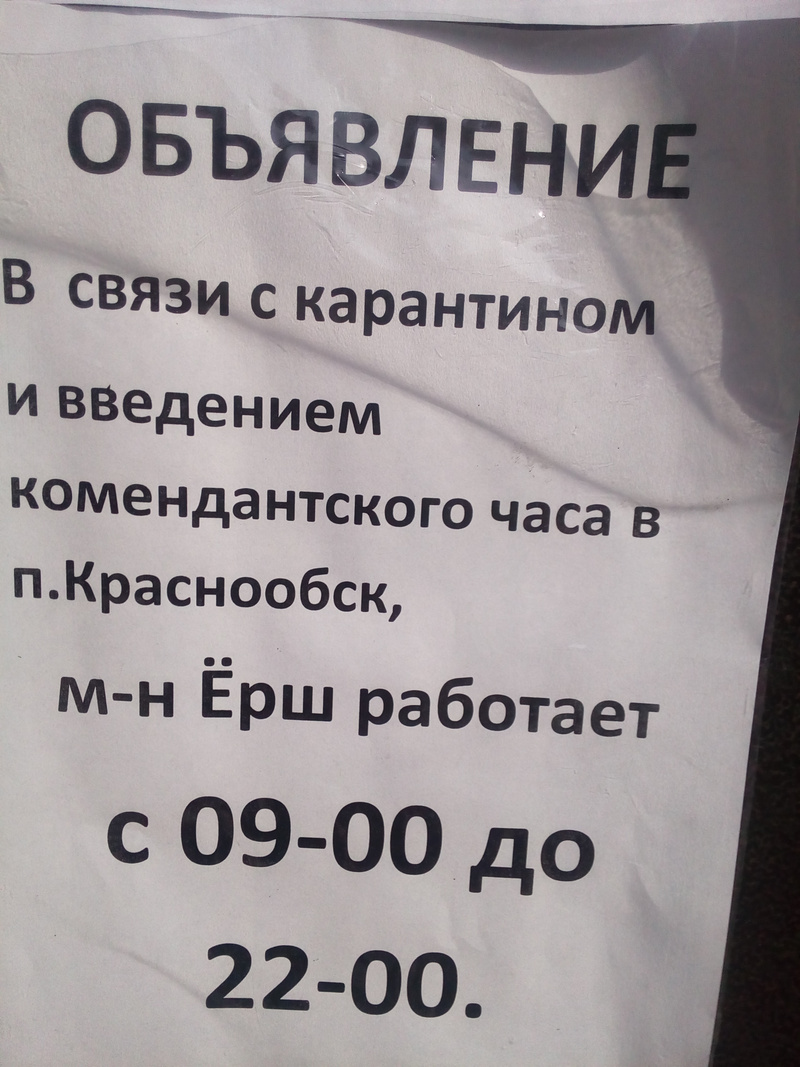 ОБЪЯВЛЕНИЕ
В связи с карантином
и введением
комендантского часа в
п.Краснообск,
м-н Ёрш работает
с 09-00 до
22-00.